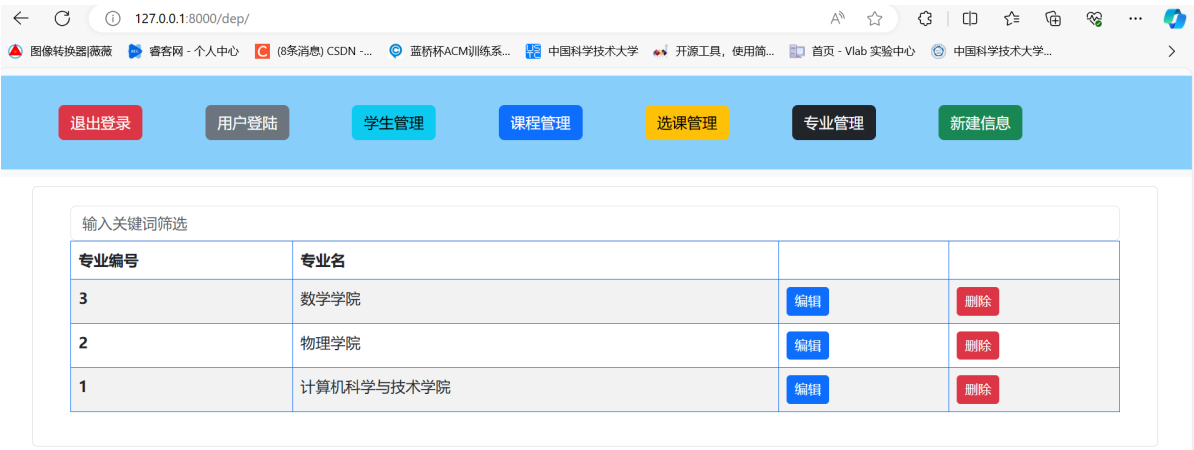 127.0.0.1:8000/dep/
图像转换器|薇薇 睿客网 - 个人中心 (8条消息) CSDN -... 蓝桥杯ACM训练系... 中国科学技术大学 开源工具，使用简... 首页 - Vlab 实验中心 中国科学技术大学...
退出登录 用户登陆 学生管理 课程管理 选课管理 专业管理 新建信息
输入关键词筛选
专业编号 专业名
3 数学学院 编辑 删除
2 物理学院 编辑 删除
1 计算机科学与技术学院 编辑 删除